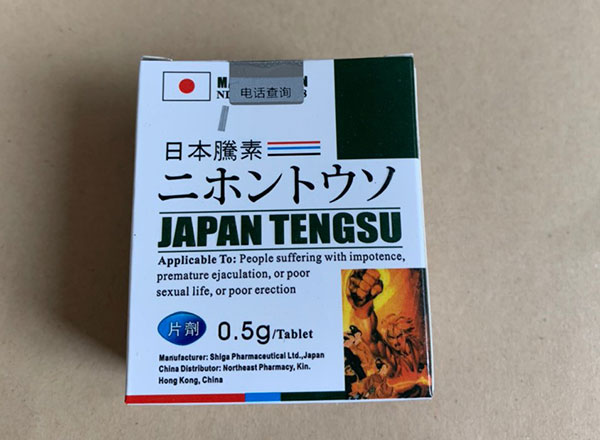 电话查询
日本騰素
ニホントウソ
JAPAN TENGSU
Applicable To: People suffering with impotence,
premature ejaculation, or poor
sexual life, or poor erection
片劑
0.5g/Tablet
Manufacturer: Shiga Pharmaceutical Ltd.,Japan
China Distributor: Northeast Pharmacy, Kin.
Hong Kong, China